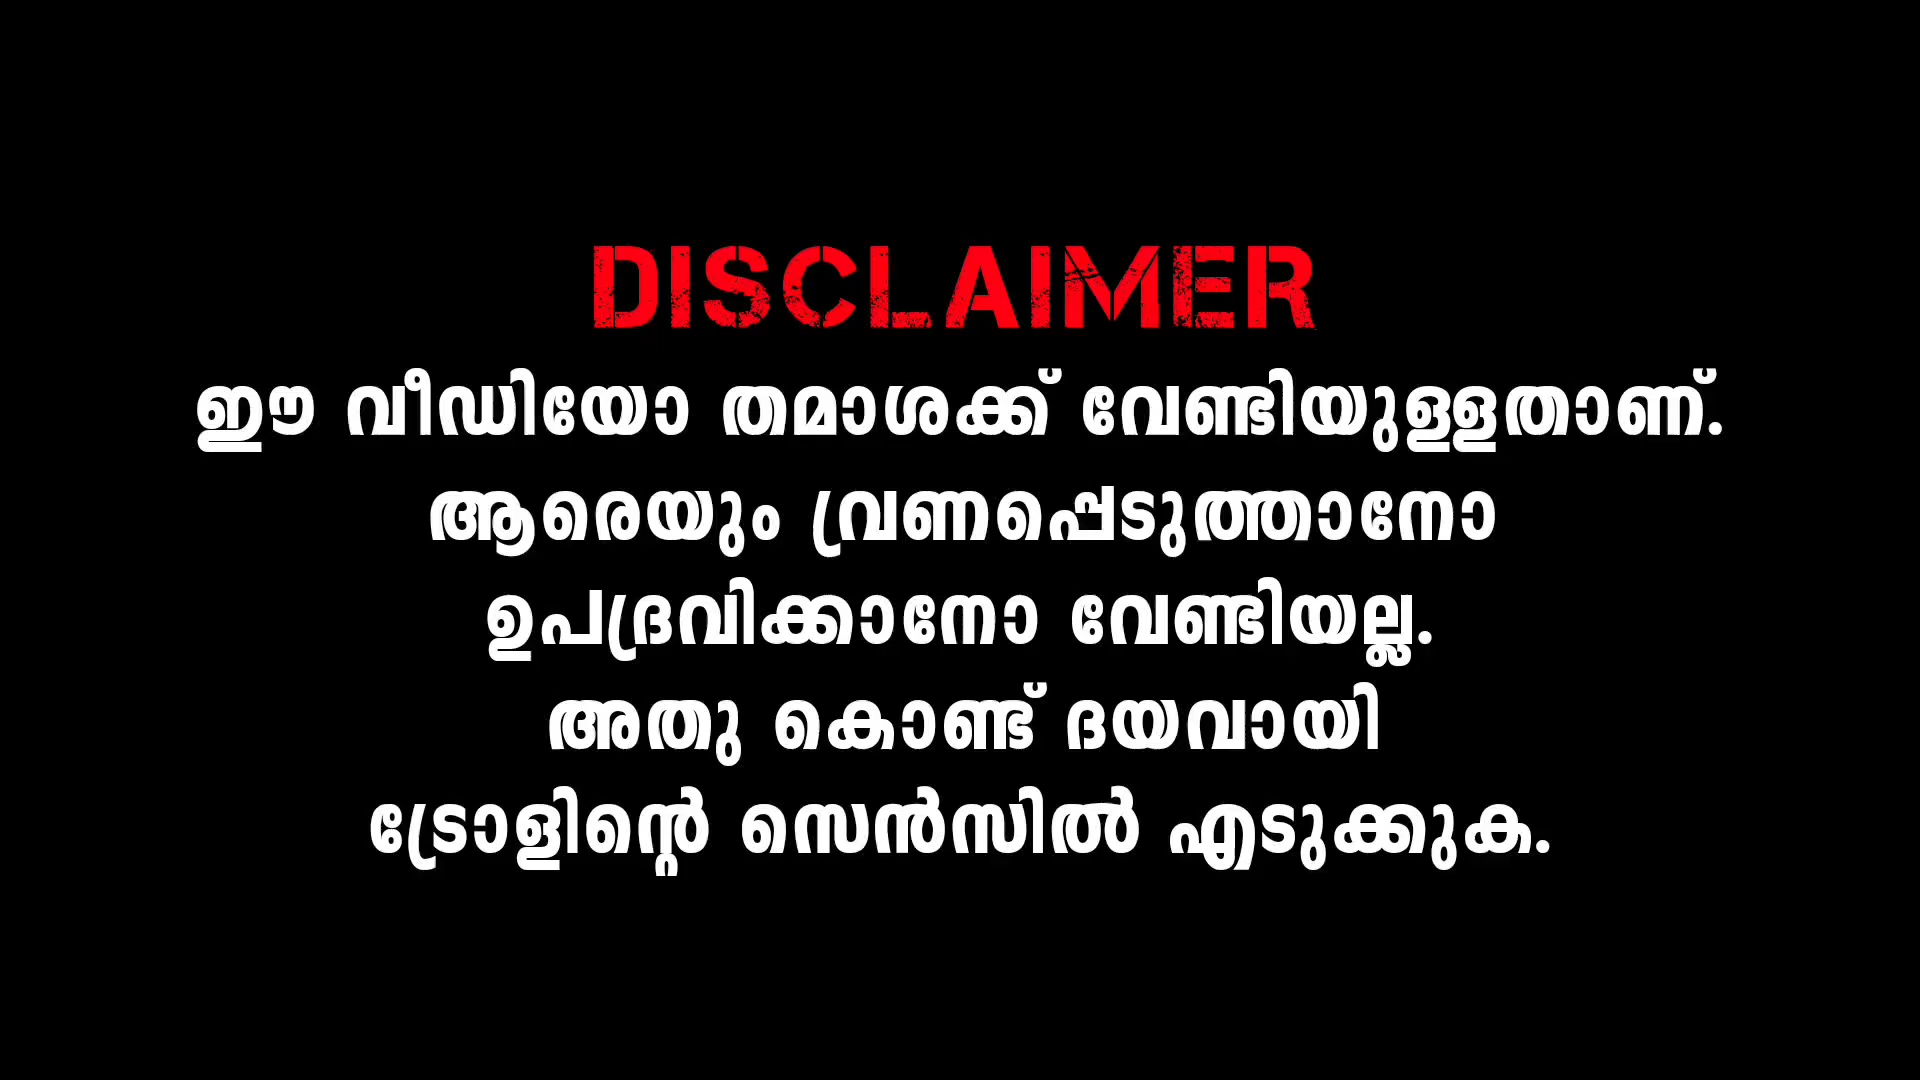 DISCLAIMER
ഈ വീഡിയോ തമാശക്ക് വേണ്ടിയുള്ളതാണ്.
ആരെയും വ്രണപ്പെടുത്താനോ
ഉപദ്രവിക്കാനോ വേണ്ടിയല്ല.
അതു കൊണ്ട് ദയവായി
ട്രോളിന്റെ സെൻസിൽ എടുക്കുക.